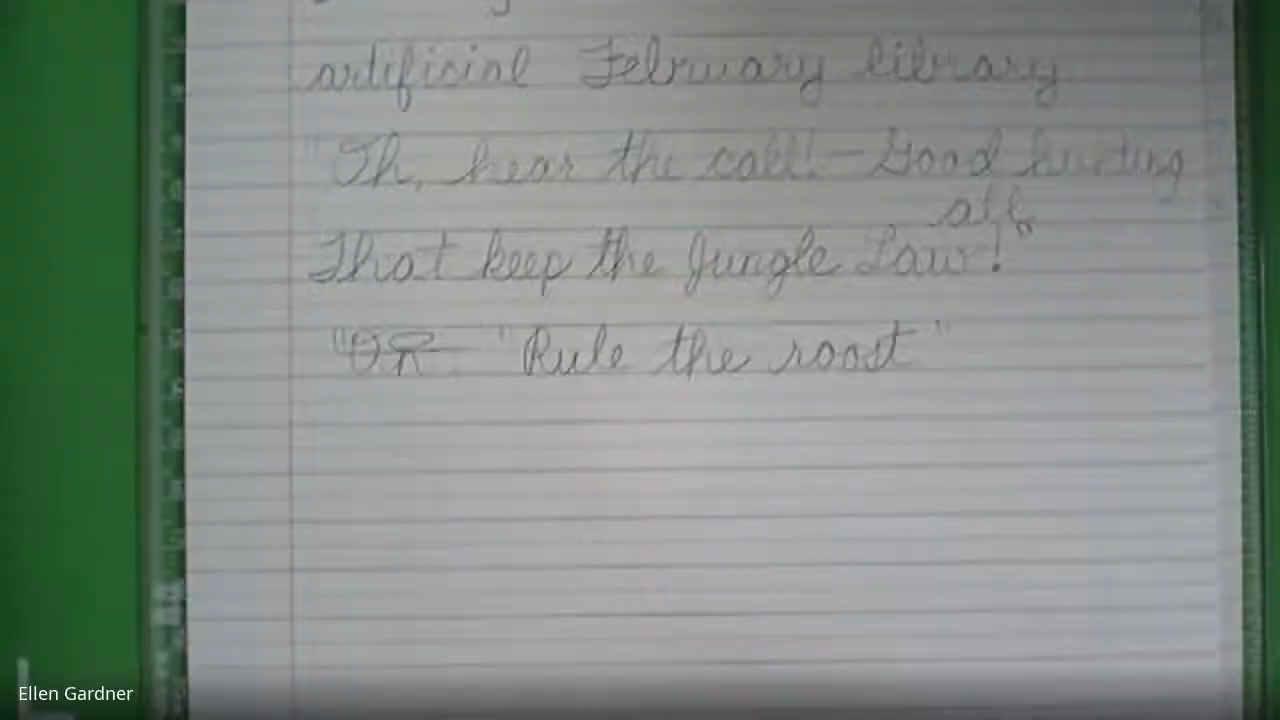 artificial February library
"Oh, hear the call! — Good hunting
all
That keep the Jungle Law!"
"Rule the roost"
Ellen Gardner